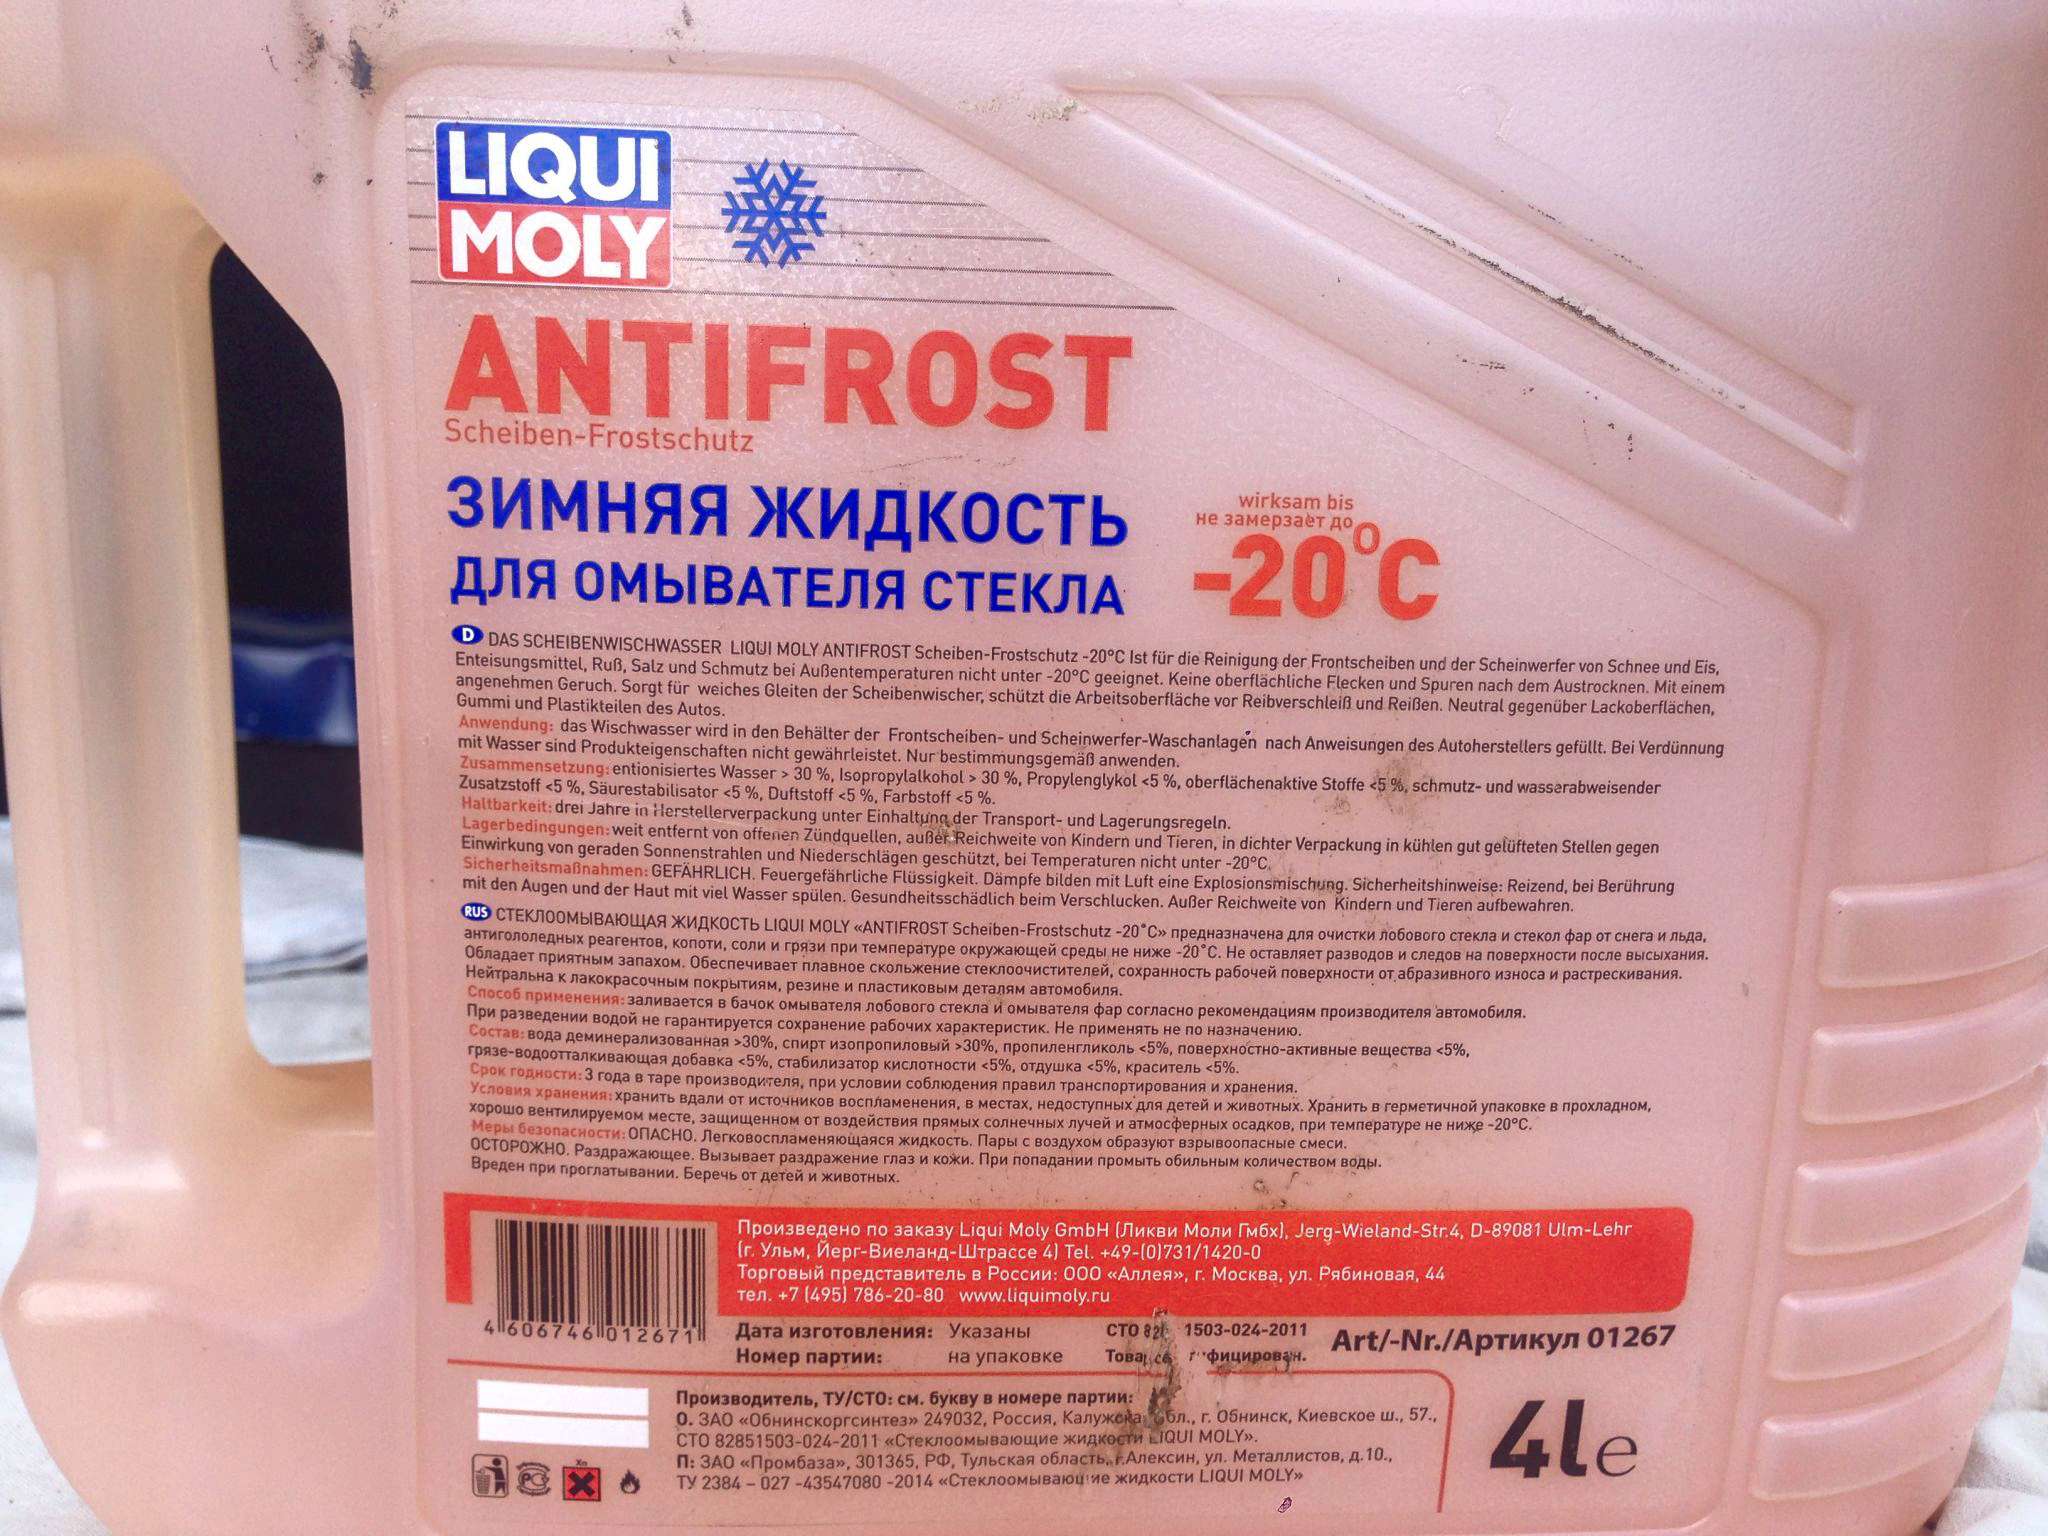 LIQUI
MOLY
ANTIFROST
Scheiben-Frostschutz
ЗИМНЯЯ ЖИДКОСТЬ
ДЛЯ ОМЫВАТЕЛЯ СТЕКЛА
wirksam bis
не замерзает до
-20°C
D DAS SCHEIBENWISCHWASSER LIQUI MOLY ANTIFROST Scheiben-Frostschutz -20°C Ist für die Reinigung der Frontscheiben und der Scheinwerfer von Schnee und Eis,
Enteisungsmittel, Ruß, Salz und Schmutz bei Außentemperaturen nicht unter -20°C geeignet. Keine oberflächliche Flecken und Spuren nach dem Austrocknen. Mit einem
angenehmen Geruch. Sorgt für weiches Gleiten der Scheibenwischer, schützt die Arbeitsoberfläche vor Reibverschleiß und Reißen. Neutral gegenüber Lackoberflächen,
Gummi und Plastikteilen des Autos.
Anwendung: das Wischwasser wird in den Behälter der Frontscheiben- und Scheinwerfer-Waschanlagen nach Anweisungen des Autoherstellers gefüllt. Bei Verdünnung
mit Wasser sind Produkteigenschaften nicht gewährleistet. Nur bestimmungsgemäß anwenden.
Zusammensetzung: entionisiertes Wasser > 30 %, Isopropylalkohol > 30 %, Propylenglykol <5 %, oberflächenaktive Stoffe <5 %, schmutz- und wasserabweisender
Zusatzstoff <5 %, Säurestabilisator <5 %, Duftstoff <5 %, Farbstoff <5 %.
Haltbarkeit: drei Jahre in Herstellerverpackung unter Einhaltung der Transport- und Lagerungsregeln.
Lagerbedingungen: weit entfernt von offenen Zündquellen, außer Reichweite von Kindern und Tieren, in dichter Verpackung in kühlen gut gelüfteten Stellen gegen
Einwirkung von geraden Sonnenstrahlen und Niederschlägen geschützt, bei Temperaturen nicht unter -20°C.
Sicherheitsmaßnahmen: GEFÄHRLICH. Feuergefährliche Flüssigkeit. Dämpfe bilden mit Luft eine Explosionsmischung. Sicherheitshinweise: Reizend, bei Berührung
mit den Augen und der Haut mit viel Wasser spülen. Gesundheitsschädlich beim Verschlucken. Außer Reichweite von Kindern und Tieren aufbewahren.
RUS СТЕКЛООМЫВАЮЩАЯ ЖИДКОСТЬ LIQUI MOLY «ANTIFROST Scheiben-Frostschutz -20°C» предназначена для очистки лобового стекла и стекол фар от снега и льда,
антигололедных реагентов, копоти, соли и грязи при температуре окружающей среды не ниже -20°C. Не оставляет разводов и следов на поверхности после высыхания.
Обладает приятным запахом. Обеспечивает плавное скольжение стеклоочистителей, сохранность рабочей поверхности от абразивного износа и растрескивания.
Нейтральна к лакокрасочным покрытиям, резине и пластиковым деталям автомобиля.
Способ применения: заливается в бачок омывателя лобового стекла и омывателя фар согласно рекомендациям производителя автомобиля.
При разведении водой не гарантируется сохранение рабочих характеристик. Не применять не по назначению.
Состав: вода деминерализованная >30%, спирт изопропиловый >30%, пропиленгликоль <5%, поверхностно-активные вещества <5%,
грязе-водоотталкивающая добавка <5%, стабилизатор кислотности <5%, отдушка <5%, краситель <5%.
Срок годности: 3 года в таре производителя, при условии соблюдения правил транспортирования и хранения.
Условия хранения: хранить вдали от источников воспламенения, в местах, недоступных для детей и животных. Хранить в герметичной упаковке в прохладном,
хорошо вентилируемом месте, защищенном от воздействия прямых солнечных лучей и атмосферных осадков, при температуре не ниже -20°C.
Меры безопасности: ОПАСНО. Легковоспламеняющаяся жидкость. Пары с воздухом образуют взрывоопасные смеси.
ОСТОРОЖНО. Раздражающее. Вызывает раздражение глаз и кожи. При попадании промыть обильным количеством воды.
Вреден при проглатывании. Беречь от детей и животных.
Произведено по заказу Liqui Moly GmbH (Ликви Моли Гмбх), Jerg-Wieland-Str.4, D-89081 Ulm-Lehr
(г. Ульм, Йерг-Виеланд-Штрассе 4) Tel. +49-(0)731/1420-0
Торговый представитель в России: ООО «Аллея», г. Москва, ул. Рябиновая, 44
тел. +7 (495) 786-20-80 www.liquimoly.ru
4 606746 012671
Дата изготовления: Указаны
Номер партии: на упаковке
СТО 1503-024-2011
Art/-Nr./Артикул 01267
Производитель, ТУ/СТО: см. букву в номере партии:
О. ЗАО «Обнинскоргсинтез» 249032, Россия, г. Обнинск, Киевское ш., 57.,
СТО 82851503-024-2011 «Стеклоомывающие жидкости LIQUI MOLY».
П: ЗАО «Промбаза», 301365, РФ, Тульская область, г.Алексин, ул. Металлистов, д.10.,
ТУ 2384 – 027 -43547080 -2014 «Стеклоомывающие жидкости LIQUI MOLY»
Xn
РС
4l e